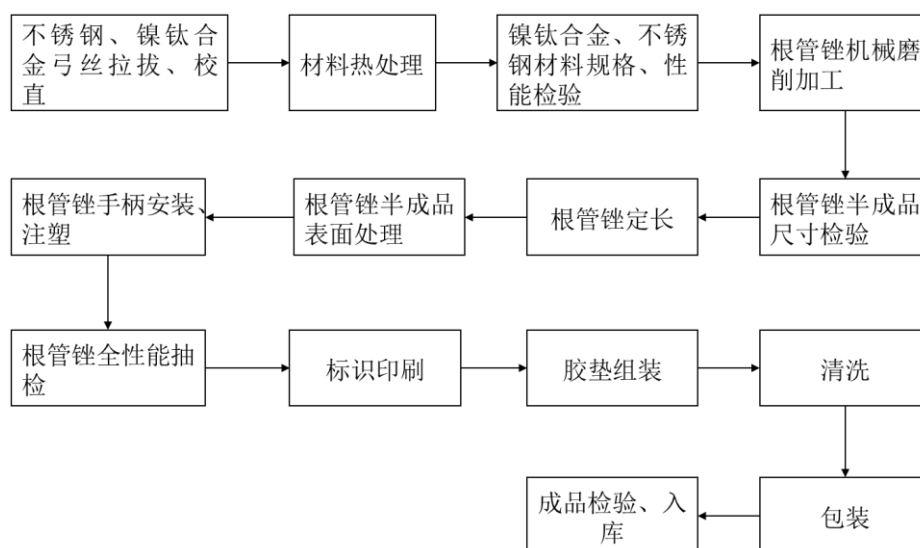 不锈钢、镍钛合
金弓丝拉拔、校
直
材料热处理
镍钛合金、不锈
钢材料规格、性
能检验
根管锉机械磨
削加工
根管锉手柄安装、
注塑
根管锉半成品
表面处理
根管锉定长
根管锉半成品
尺寸检验
根管锉全性能抽
检
标识印刷
胶垫组装
清洗
成品检验、入
库
包装